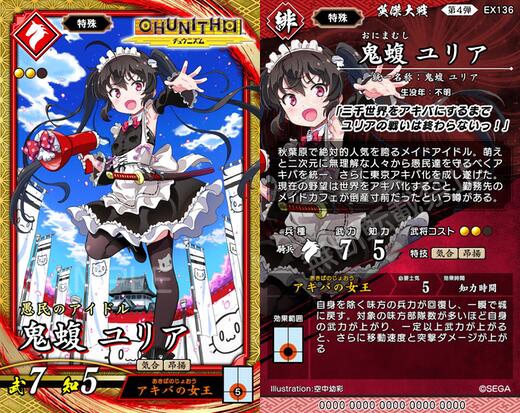 特殊
CHUNITHM
チュウニズム
愚民のアイドル
鬼蝮 ユリア
気合 昂揚
武7 知5
あきばのじょおう
アキバの女王
5
絆
特殊
英傑大戦
第4弾
EX136
おにまむし
鬼蝮 ユリア
統一名称：鬼蝮 ユリア
生没年：不明
「三千世界をアキバにするまで
ユリアの戦いは終わらないっ！」
秋葉原で絶対的人気を誇るメイドアイドル。萌え
と二次元に無理解な人々から愚民達を守るべくア
キバを統一、さらに東京アキバ化を成し遂げた。
現在の野望は世界をアキバ化すること。勤務先の
メイドカフェが倒産寸前だったという噂がある。
兵種 武力 知力 武将コスト
騎兵 7 5 特技 気合 昂揚
あきばのじょおう 必要士気 効果時間
アキバの女王 5 知力時間
効果範囲
自身を除く味方の兵力が回復し、一瞬で城
に戻す。対象の味方部隊数が多いほど自身
の武力が上がり、一定以上武力が上がる
と、さらに移動速度と突撃ダメージが上が
る
Illustration:空中幼彩
©SEGA
0000 0000 0000 0000 0000